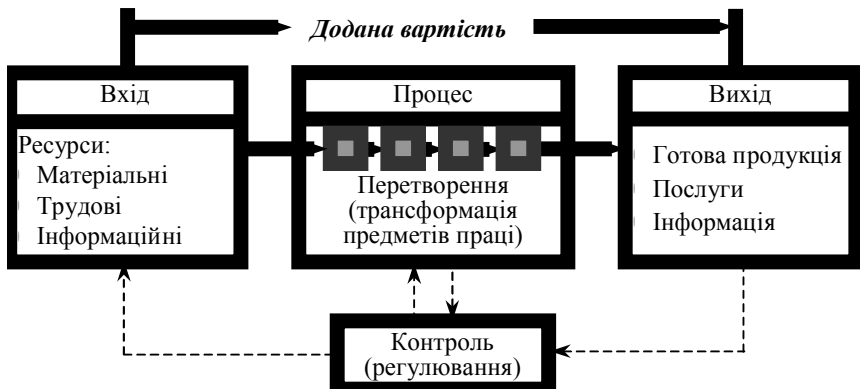 Додана вартість
Вхід
Ресурси:
Матеріальні
Трудові
Інформаційні
Процес
Перетворення
(трансформація
предметів праці)
Вихід
Готова продукція
Послуги
Інформація
Контроль
(регулювання)